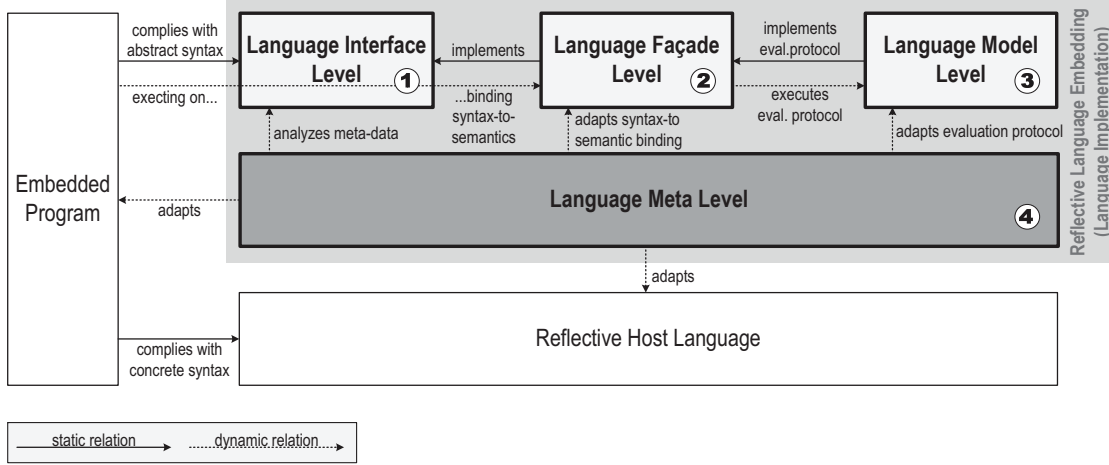 complies with
abstract syntax
Language Interface
Level
1
implements
Language Façade
Level
2
implements
eval.protocol
Language Model
Level
3
execting on...
...binding
syntax-to-
semantics
executes
eval. protocol
analyzes meta-data
adapts syntax-to
semantic binding
adapts evaluation protocol
Reflective Language Embedding
(Language Implementation)
Embedded
Program
adapts
Language Meta Level
4
adapts
Reflective Host Language
complies with
concrete syntax
static relation
dynamic relation